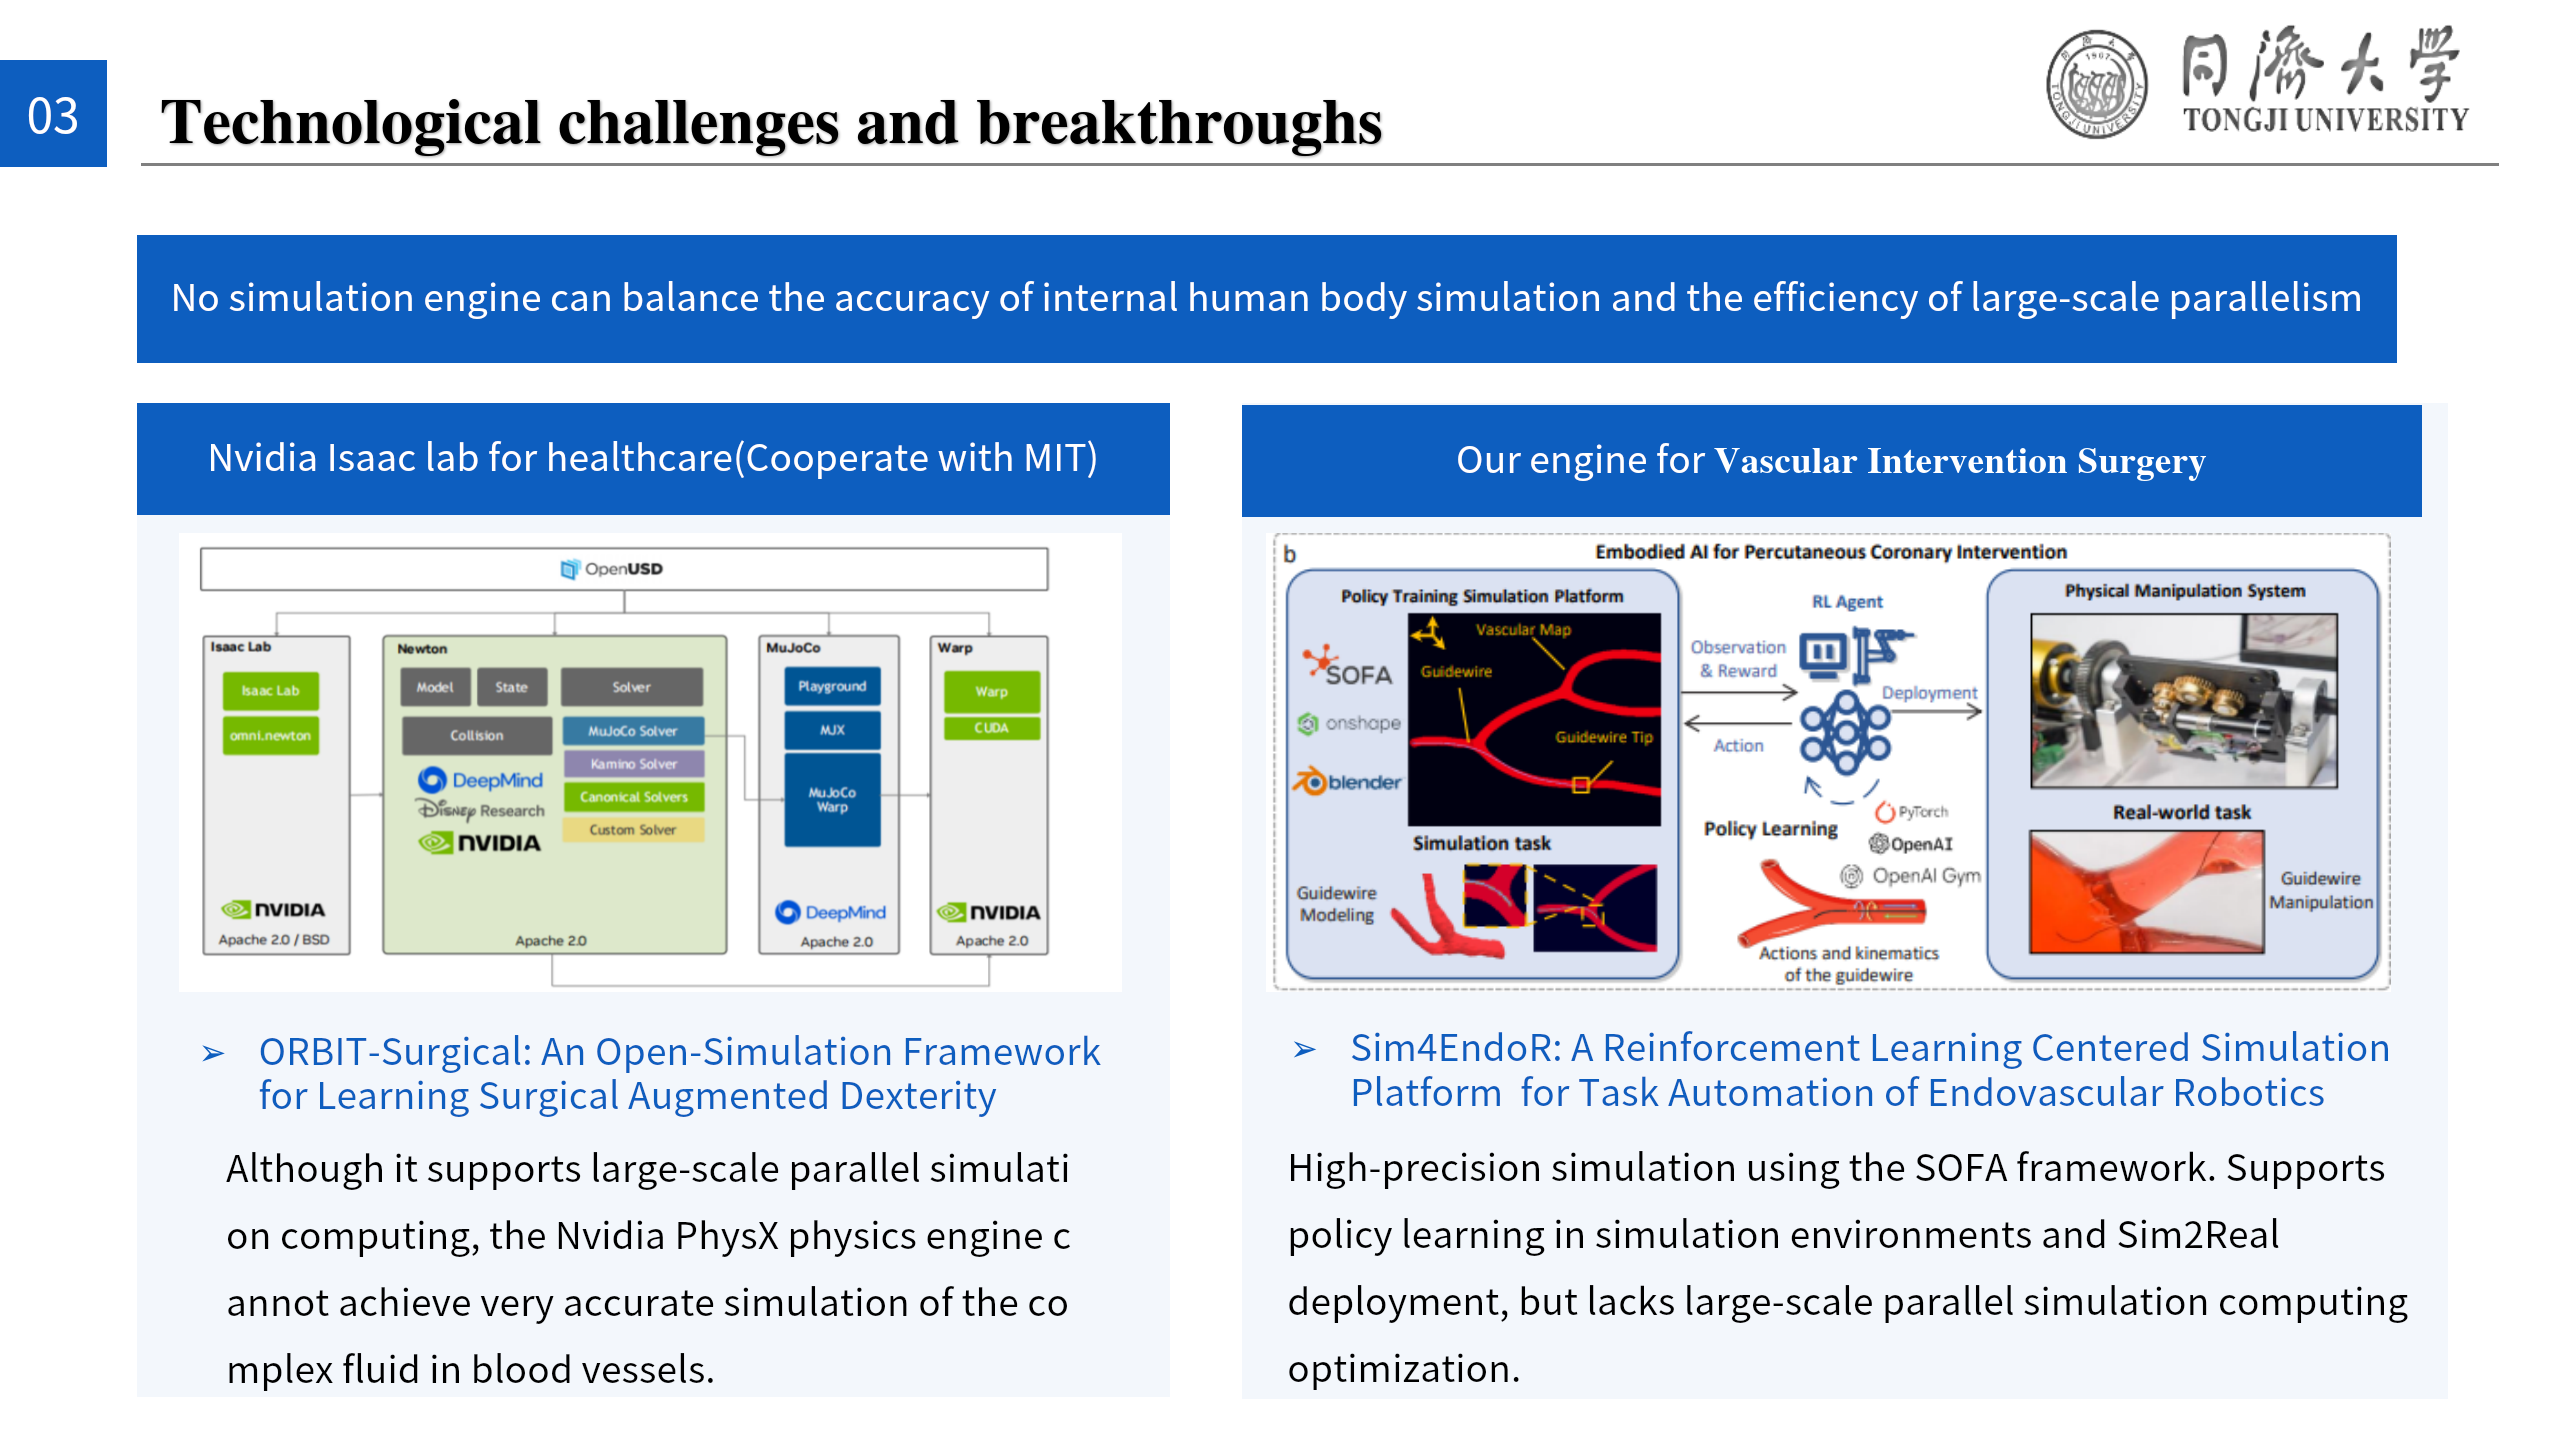 03
Technological challenges and breakthroughs
同濟大学
TONGJI UNIVERSITY
1907
TONGJI UNIVERSITY
No simulation engine can balance the accuracy of internal human body simulation and the efficiency of large-scale parallelism
Nvidia Isaac lab for healthcare(Cooperate with MIT)
OpenUSD
Isaac Lab
Isaac Lab
omni.newton
NVIDIA
Apache 2.0 / BSD
Newton
Model
State
Solver
Collision
MuJoCo Solver
Kamino Solver
Canonical Solvers
Custom Solver
DeepMind
Disney Research
NVIDIA
Apache 2.0
MuJoCo
Playground
MJX
MuJoCo
Warp
DeepMind
Apache 2.0
Warp
Warp
CUDA
NVIDIA
Apache 2.0
➢ ORBIT-Surgical: An Open-Simulation Framework
for Learning Surgical Augmented Dexterity
Although it supports large-scale parallel simulati
on computing, the Nvidia PhysX physics engine c
annot achieve very accurate simulation of the co
mplex fluid in blood vessels.
Our engine for Vascular Intervention Surgery
b
Embodied AI for Percutaneous Coronary Intervention
Policy Training Simulation Platform
SOFA
onshape
blender
Vascular Map
Guidewire
Guidewire Tip
Simulation task
Guidewire
Modeling
RL Agent
Observation
& Reward
Action
Deployment
Policy Learning
PyTorch
OpenAI
OpenAI Gym
Actions and kinematics
of the guidewire
Physical Manipulation System
Real-world task
Guidewire
Manipulation
➢ Sim4EndoR: A Reinforcement Learning Centered Simulation
Platform  for Task Automation of Endovascular Robotics
High-precision simulation using the SOFA framework. Supports
policy learning in simulation environments and Sim2Real
deployment, but lacks large-scale parallel simulation computing
optimization.